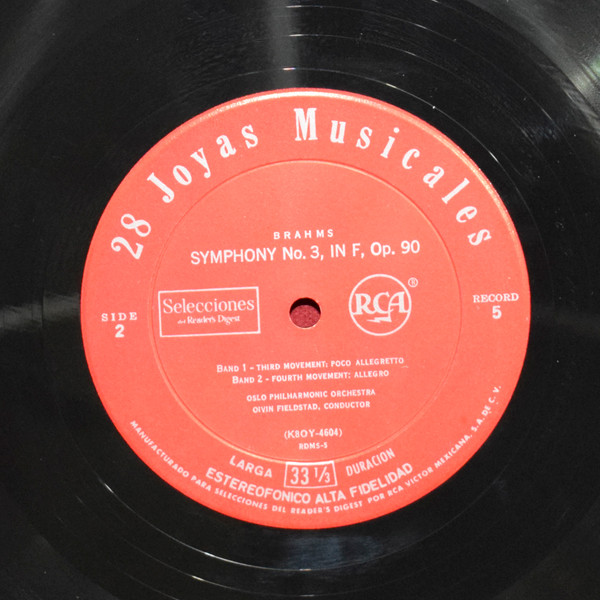 28 Joyas Musicales
BRAHMS
SYMPHONY No. 3, IN F, Op. 90
SIDE
2
Selecciones
del Reader's Digest
RCA
®
RECORD
5
BAND 1 - THIRD MOVEMENT: POCO ALLEGRETTO
BAND 2 - FOURTH MOVEMENT: ALLEGRO
OSLO PHILHARMONIC ORCHESTRA
OIVIN FIELDSTAD, CONDUCTOR
(K8OY-4604)
RDM5-5
LARGA 33 1/3 DURACION
ESTEREOFONICO ALTA FIDELIDAD
MANUFACTURADO PARA SELECCIONES DEL READER'S DIGEST POR RCA VICTOR MEXICANA, S.A. DE C. V.